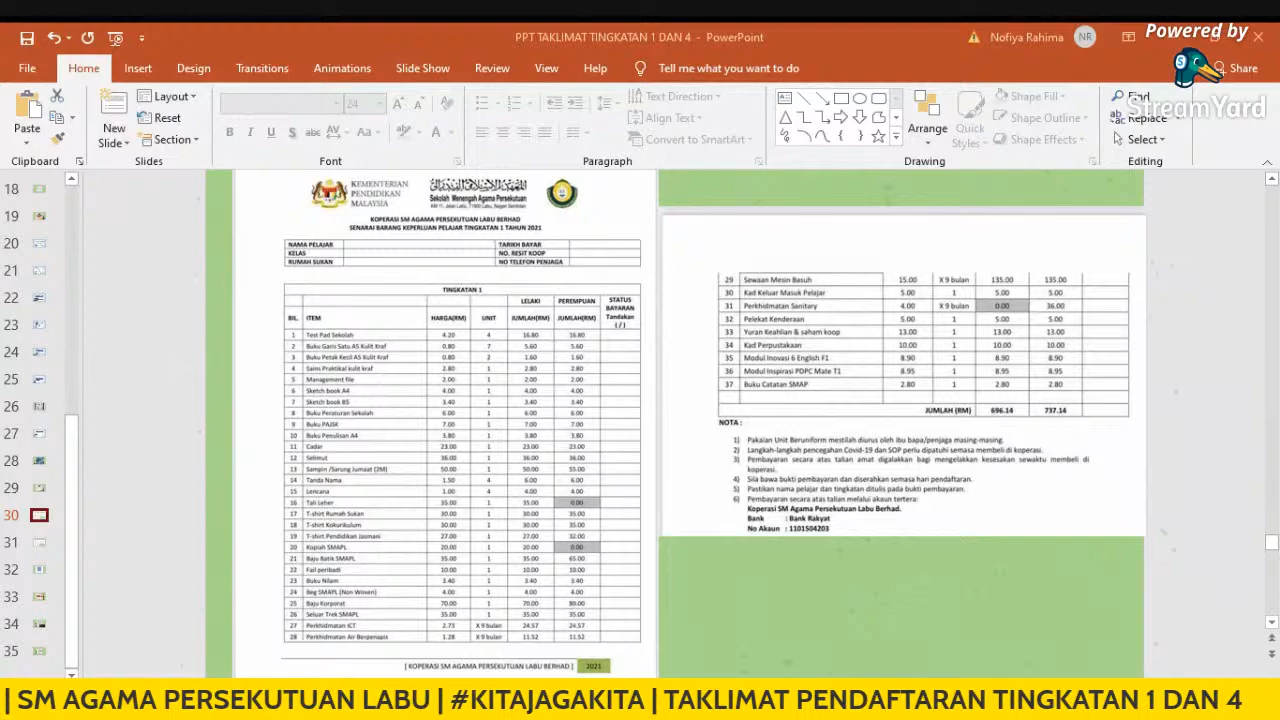 PPT TAKLIMAT TINGKATAN 1 DAN 4 - PowerPoint
Nofiya Rahima NR
Powered by
StreamYard
File Home Insert Design Transitions Animations Slide Show Review View Help Tell me what you want to do Share
Paste
New Slide
Layout
Reset
Section
24
Text Direction
Align Text
Convert to SmartArt
Arrange
Quick Styles
Shape Fill
Shape Outline
Shape Effects
Find
Replace
Select
Clipboard Slides Font Paragraph Drawing Editing
18
19
20
21
22
23
24
25
26
27
28
29
30
31
32
33
34
35
KEMENTERIAN
PENDIDIKAN
MALAYSIA
Sekolah Menengah Agama Persekutuan
KOPERASI SM AGAMA PERSEKUTUAN LABU BERHAD
SENARAI BARANG KEPERLUAN PELAJAR TINGKATAN 1 TAHUN 2021
NAMA PELAJAR TARIKH BAYAR
KELAS NO. RESIT KOOP
RUMAH SUKAN NO TELEFON PENJAGA
TINGKATAN 1
BIL. ITEM HARGA(RM) UNIT LELAKI JUMLAH(RM) PEREMPUAN JUMLAH(RM) STATUS BAYARAN Tandakan ( / )
1 Test Pad Sekolah 4.20 4 16.80 16.80
2 Buku Garis Satu A5 Kulit Kraf 0.80 7 5.60 5.60
3 Buku Petak Kecil A5 Kulit Kraf 0.80 2 1.60 1.60
4 Sains Praktikal kulit kraf 2.80 1 2.80 2.80
5 Management file 2.00 1 2.00 2.00
6 Sketch book A4 4.00 1 4.00 4.00
7 Sketch book B5 3.40 1 3.40 3.40
8 Buku Peraturan Sekolah 6.00 1 6.00 6.00
9 Buku PAJSK 7.00 1 7.00 7.00
10 Buku Penulisan A4 3.80 1 3.80 3.80
11 Cadar 23.00 1 23.00 23.00
12 Selimut 36.00 1 36.00 36.00
13 Sampin /Sarung Jumaat (2M) 50.00 1 50.00 55.00
14 Tanda Nama 1.50 4 6.00 6.00
15 Lencana 1.00 4 4.00 4.00
16 Tali Leher 35.00 1 35.00 0.00
17 T-shirt Rumah Sukan 30.00 1 30.00 35.00
18 T-shirt Kokurikulum 30.00 1 30.00 35.00
19 T-shirt Pendidikan Jasmani 27.00 1 27.00 32.00
20 Kopiah SMAPL 20.00 1 20.00 0.00
21 Baju Batik SMAPL 35.00 1 35.00 65.00
22 Fail peribadi 10.00 1 10.00 10.00
23 Buku Nilam 3.40 1 3.40 3.40
24 Beg SMAPL (Non Woven) 4.00 1 4.00 4.00
25 Baju Korporat 70.00 1 70.00 80.00
26 Seluar Trek SMAPL 35.00 1 35.00 35.00
27 Perkhidmatan ICT 2.73 X 9 bulan 24.57 24.57
28 Perkhidmatan Air Berpenapis 1.28 X 9 bulan 11.52 11.52
[ KOPERASI SM AGAMA PERSEKUTUAN LABU BERHAD ] 2021
29 Sewaan Mesin Basuh 15.00 X 9 bulan 135.00 135.00
30 Kad Keluar Masuk Pelajar 5.00 1 5.00 5.00
31 Perkhidmatan Sanitary 4.00 X 9 bulan 0.00 36.00
32 Pelekat Kenderaan 5.00 1 5.00 5.00
33 Yuran Keahlian & saham koop 13.00 1 13.00 13.00
34 Kad Perpustakaan 10.00 1 10.00 10.00
35 Modul Inovasi 6 English F1 8.90 1 8.90 8.90
36 Modul Inspirasi PDPC Mate T1 8.95 1 8.95 8.95
37 Buku Catatan SMAP 2.80 1 2.80 2.80
JUMLAH (RM) 696.14 737.14
NOTA :
1) Pakaian Unit Beruniform mestilah diurus oleh ibu bapa/penjaga masing-masing.
2) Langkah-langkah pencegahan Covid-19 dan SOP perlu dipatuhi semasa membeli di koperasi.
3) Pembayaran secara atas talian amat digalakkan bagi mengelakkan kesesakan sewaktu membeli di
koperasi.
4) Sila bawa bukti pembayaran dan diserahkan semasa hari pendaftaran.
5) Pastikan nama pelajar dan tingkatan ditulis pada bukti pembayaran.
6) Pembayaran secara atas talian melalui akaun tertera:
Koperasi SM Agama Persekutuan Labu Berhad.
Bank : Bank Rakyat
No Akaun : 1101504203
| SM AGAMA PERSEKUTUAN LABU | #KITAJAGAKITA | TAKLIMAT PENDAFTARAN TINGKATAN 1 DAN 4